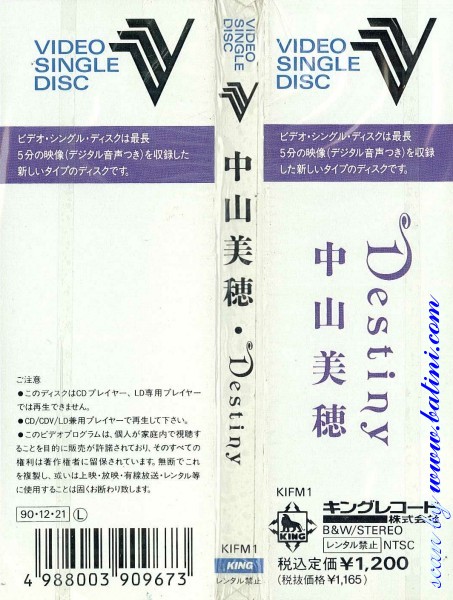 VIDEO
SINGLE
DISC
ビデオ・シングル・ディスクは最長
5分の映像(デジタル音声つき)を収録した
新しいタイプのディスクです。
ご注意
●このディスクはCDプレイヤー、LD専用プレイヤー
では再生できません。
●CD/CDV/LD兼用プレイヤーで再生して下さい。
●このビデオプログラムは、個人が家庭内で視聴す
ることを目的に販売が許諾されており、そのすべての
権利は著作権者に留保されています。無断でこれ
を複製し、或いは上映・放映・有線放送・レンタル等
に使用することは固くお断わり致します。
90・12・21 Ⓛ
4 988003 909673
VIDEO
SINGLE
DISC
中山美穂・Destiny
KIFM 1
KING
レンタル禁止
VIDEO
SINGLE
DISC
ビデオ・シングル・ディスクは最長
5分の映像(デジタル音声つき)を収録
した新しいタイプのディスクです。
Destiny
中山美穂
KIFM 1
KING
キングレコード
株式会社
B&W/STEREO
レンタル禁止 NTSC
税込定価￥1,200
(税抜価格￥1,165)
scan by www.balini.com